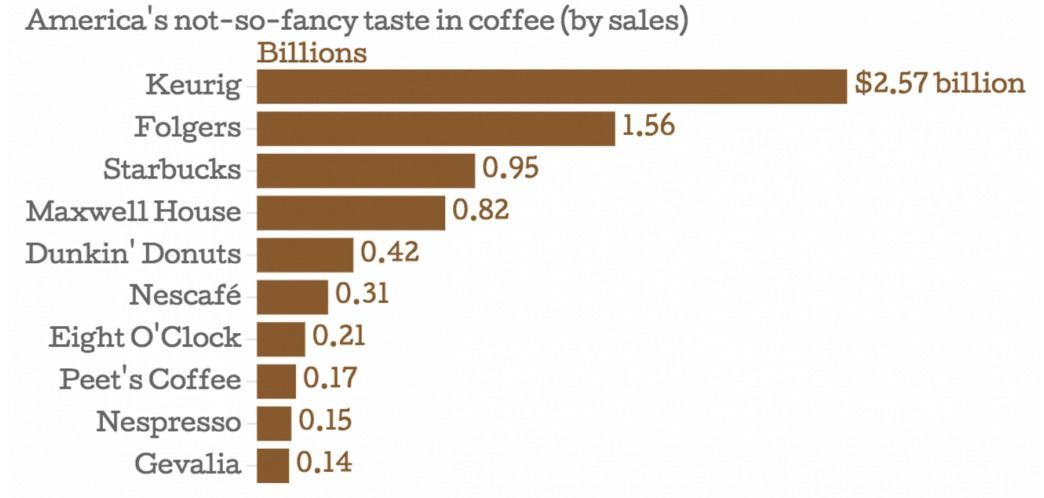 America's not-so-fancy taste in coffee (by sales)
Billions
Keurig $2.57 billion
Folgers 1.56
Starbucks 0.95
Maxwell House 0.82
Dunkin' Donuts 0.42
Nescafé 0.31
Eight O'Clock 0.21
Peet's Coffee 0.17
Nespresso 0.15
Gevalia 0.14